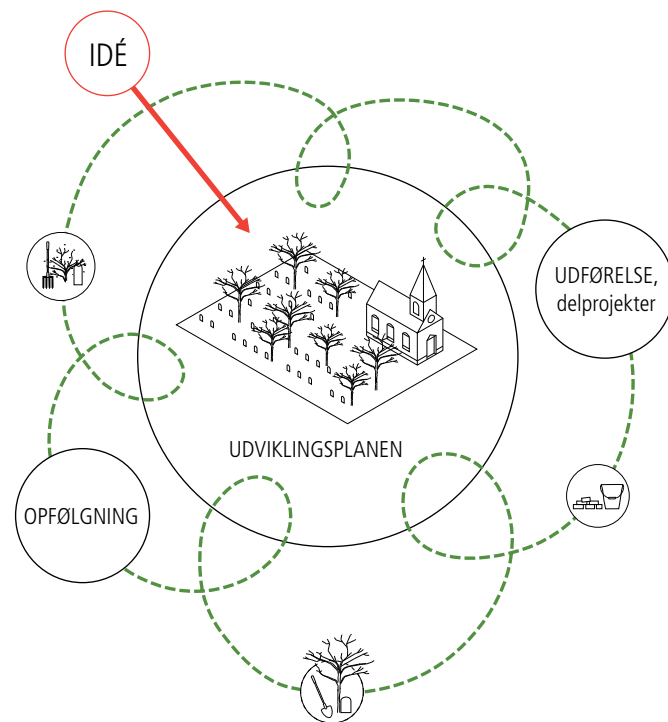 IDÉ
UDFØRELSE,
delprojekter
UDVIKLINGSPLANEN
OPFØLGNING